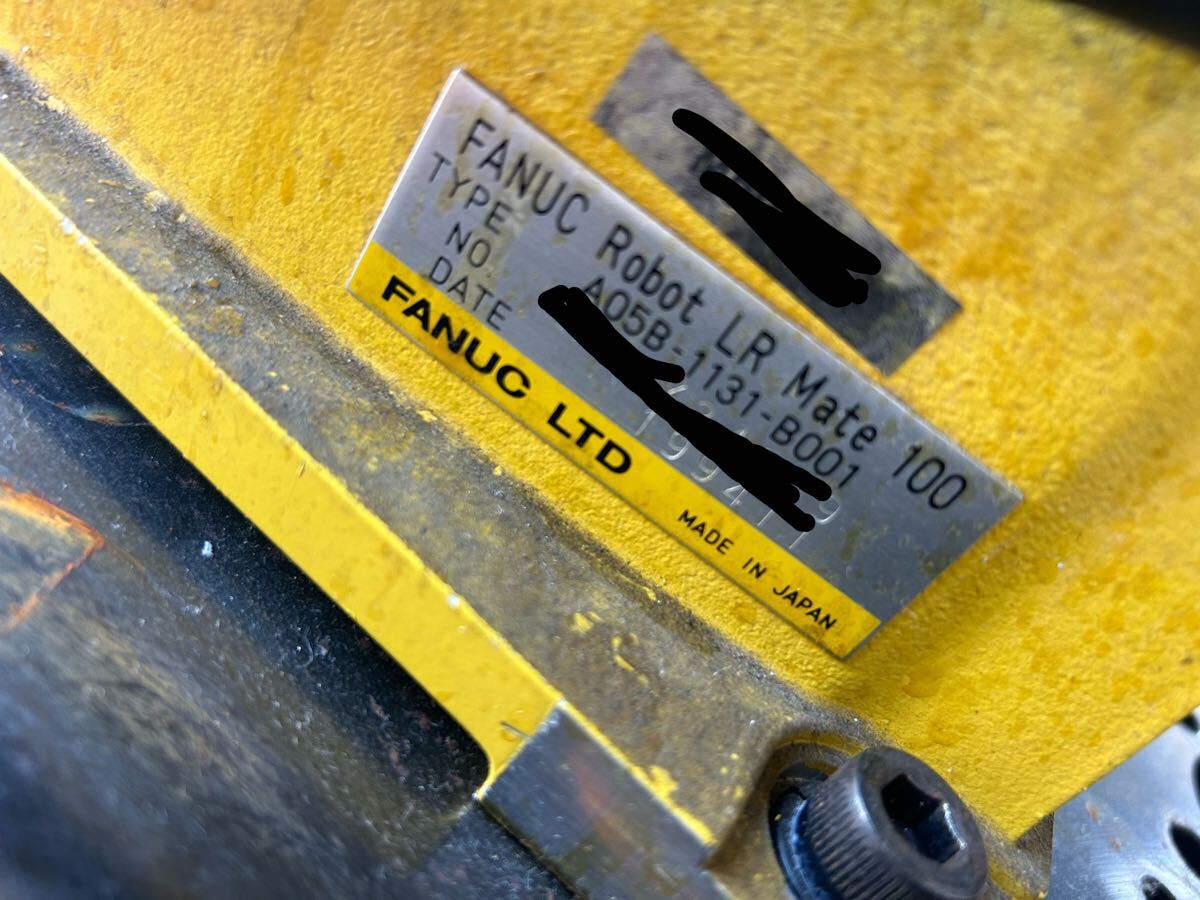 FANUC Robot LR Mate 100
TYPE A05B-1131-B001
NO.
DATE
FANUC LTD MADE IN JAPAN